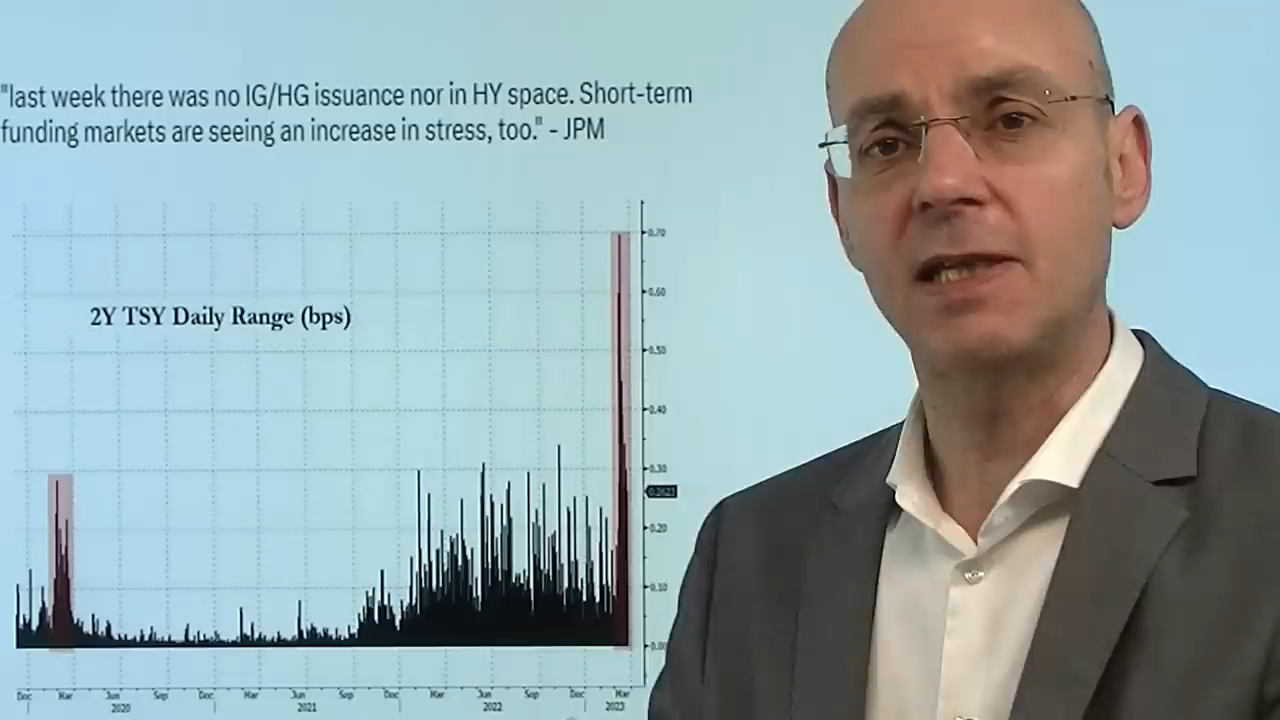 "last week there was no IG/HG issuance nor in HY space. Short-term
funding markets are seeing an increase in stress, too." - JPM
0.70
0.60
2Y TSY Daily Range (bps)
0.50
0.40
0.30
0.2621
0.20
0.10
0.00
Dec Mar Jun Sep Dec Mar Jun Sep Dec Mar Jun Sep Dec Mar
2020 2021 2022 2023